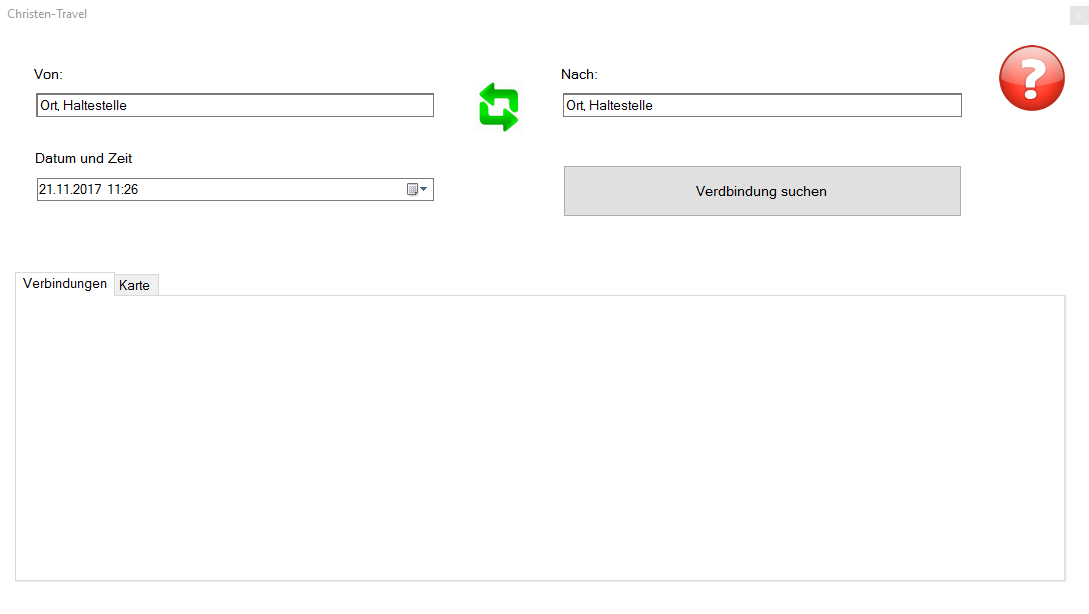 Christen-Travel
Von:
Nach:
Ort, Haltestelle
Ort, Haltestelle
Datum und Zeit
21.11.2017 11:26
Verdbindung suchen
Verbindungen
Karte